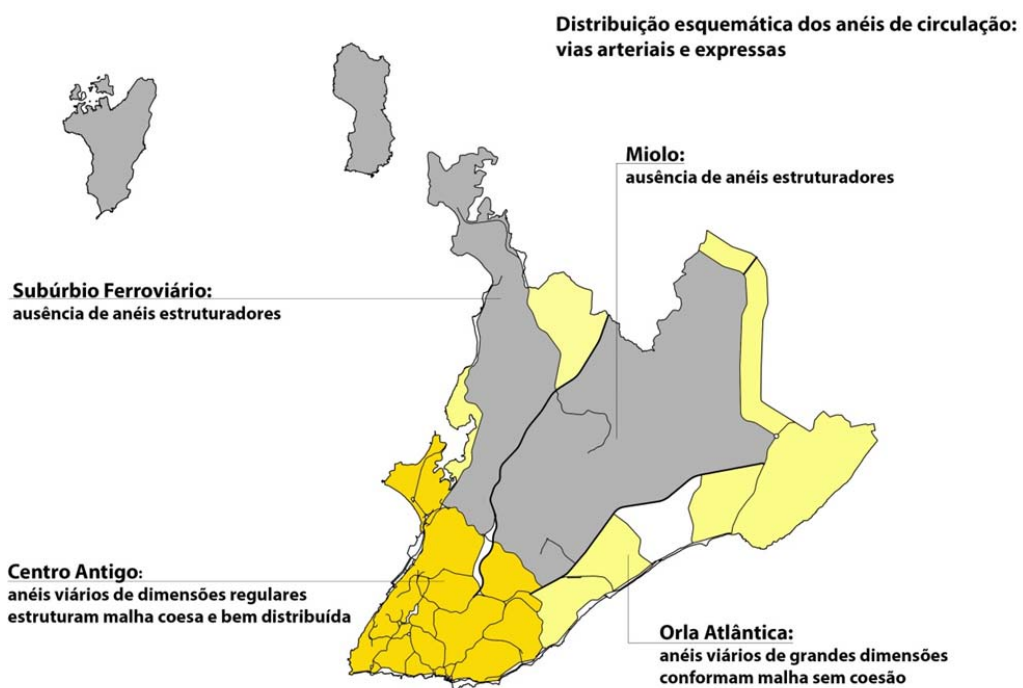 Distribuição esquemática dos anéis de circulação:
vias arteriais e expressas
Miolo:
ausência de anéis estruturadores
Subúrbio Ferroviário:
ausência de anéis estruturadores
Centro Antigo:
anéis viários de dimensões regulares
estruturam malha coesa e bem distribuída
Orla Atlântica:
anéis viários de grandes dimensões
conformam malha sem coesão